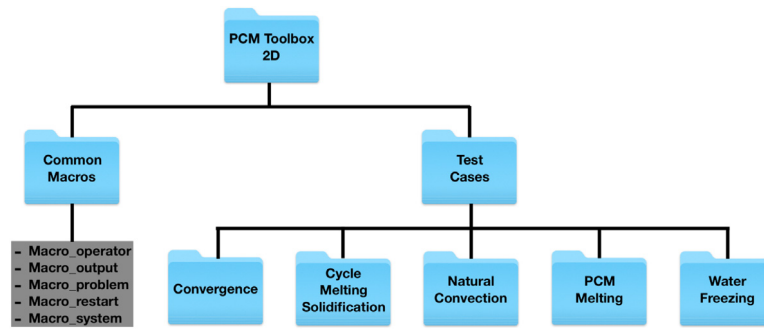 PCM Toolbox
2D
Common
Macros
Test
Cases
- Macro_operator
- Macro_output
- Macro_problem
- Macro_restart
- Macro_system
Convergence
Cycle
Melting
Solidification
Natural
Convection
PCM
Melting
Water
Freezing